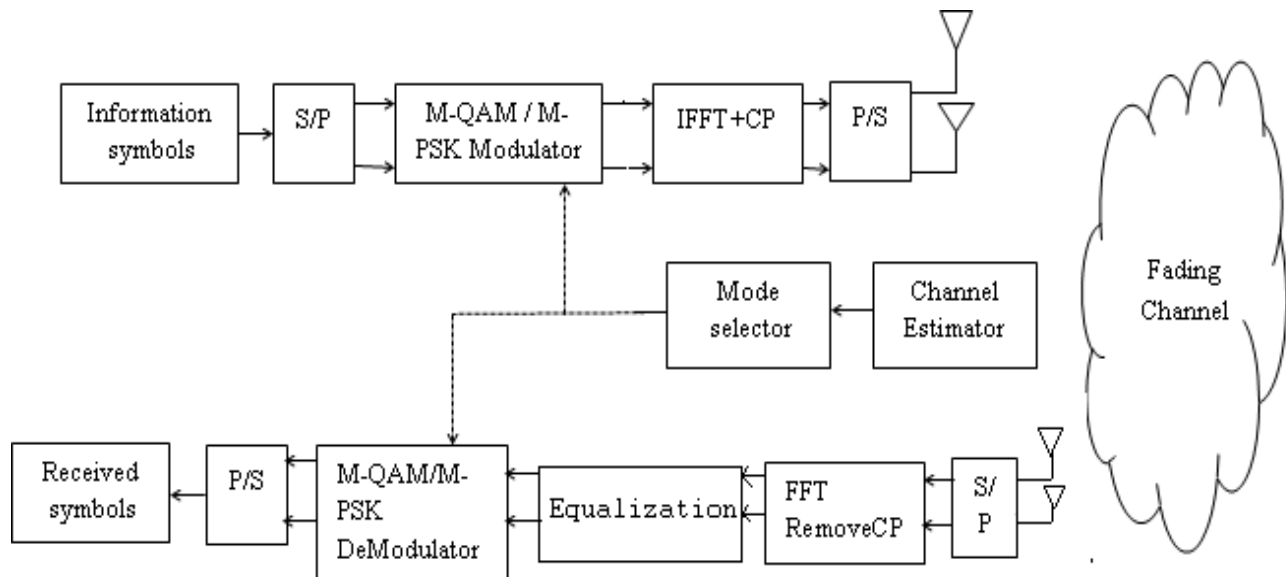 Information
symbols
S/P
M-QAM / M-
PSK Modulator
IFFT+CP
P/S
Fading
Channel
Mode
selector
Channel
Estimator
Received
symbols
P/S
M-QAM/M-
PSK
DeModulator
Equalization
FFT
RemoveCP
S/
P